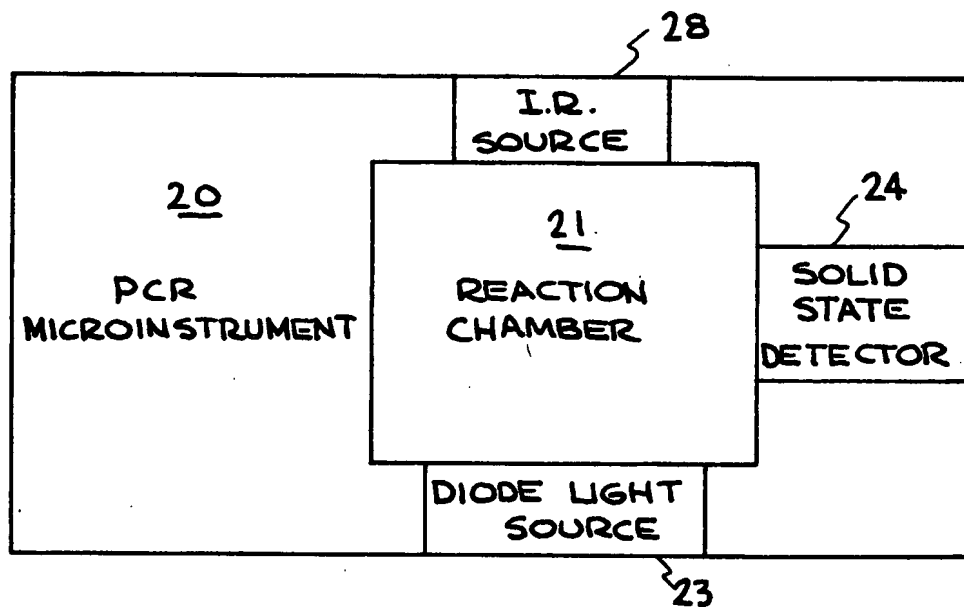 28
I.R.
SOURCE
20
PCR
MICROINSTRUMENT
21
REACTION
CHAMBER
24
SOLID
STATE
DETECTOR
DIODE LIGHT
SOURCE
23